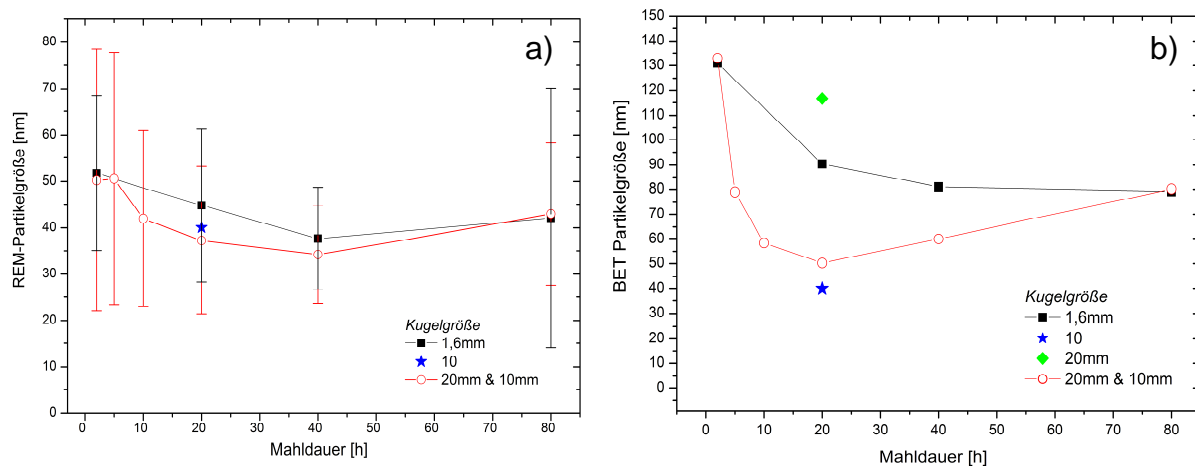 a)
REM-Partikelgröße [nm]
80
70
60
50
40
30
20
10
0
Kugelgröße
1,6mm
10
20mm & 10mm
0 10 20 30 40 50 60 70 80
Mahldauer [h]
b)
BET Partikelgröße [nm]
150
140
130
120
110
100
90
80
70
60
50
40
30
20
10
0
Kugelgröße
1,6mm
10
20mm
20mm & 10mm
0 10 20 30 40 50 60 70 80
Mahldauer [h]